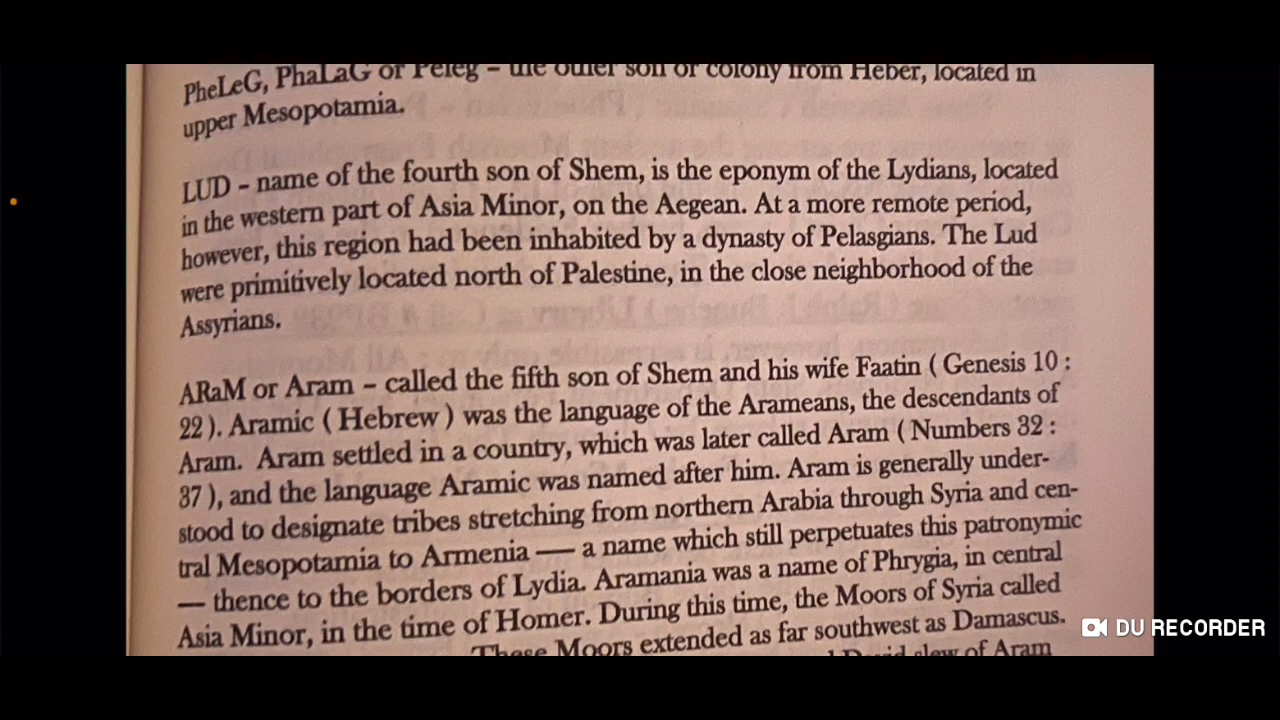 PheLeG, PhaLaG or Peleg – the other son or colony from Heber, located in
upper Mesopotamia.
LUD – name of the fourth son of Shem, is the eponym of the Lydians, located
in the western part of Asia Minor, on the Aegean. At a more remote period,
however, this region had been inhabited by a dynasty of Pelasgians. The Lud
were primitively located north of Palestine, in the close neighborhood of the
Assyrians.
ARaM or Aram – called the fifth son of Shem and his wife Faatin ( Genesis 10 :
22 ). Aramic ( Hebrew ) was the language of the Arameans, the descendants of
Aram. Aram settled in a country, which was later called Aram ( Numbers 32 :
37 ), and the language Aramic was named after him. Aram is generally under-
stood to designate tribes stretching from northern Arabia through Syria and cen-
tral Mesopotamia to Armenia — a name which still perpetuates this patronymic
— thence to the borders of Lydia. Aramania was a name of Phrygia, in central
Asia Minor, in the time of Homer. During this time, the Moors of Syria called
These Moors extended as far southwest as Damascus.
David slew of Aram
DU RECORDER